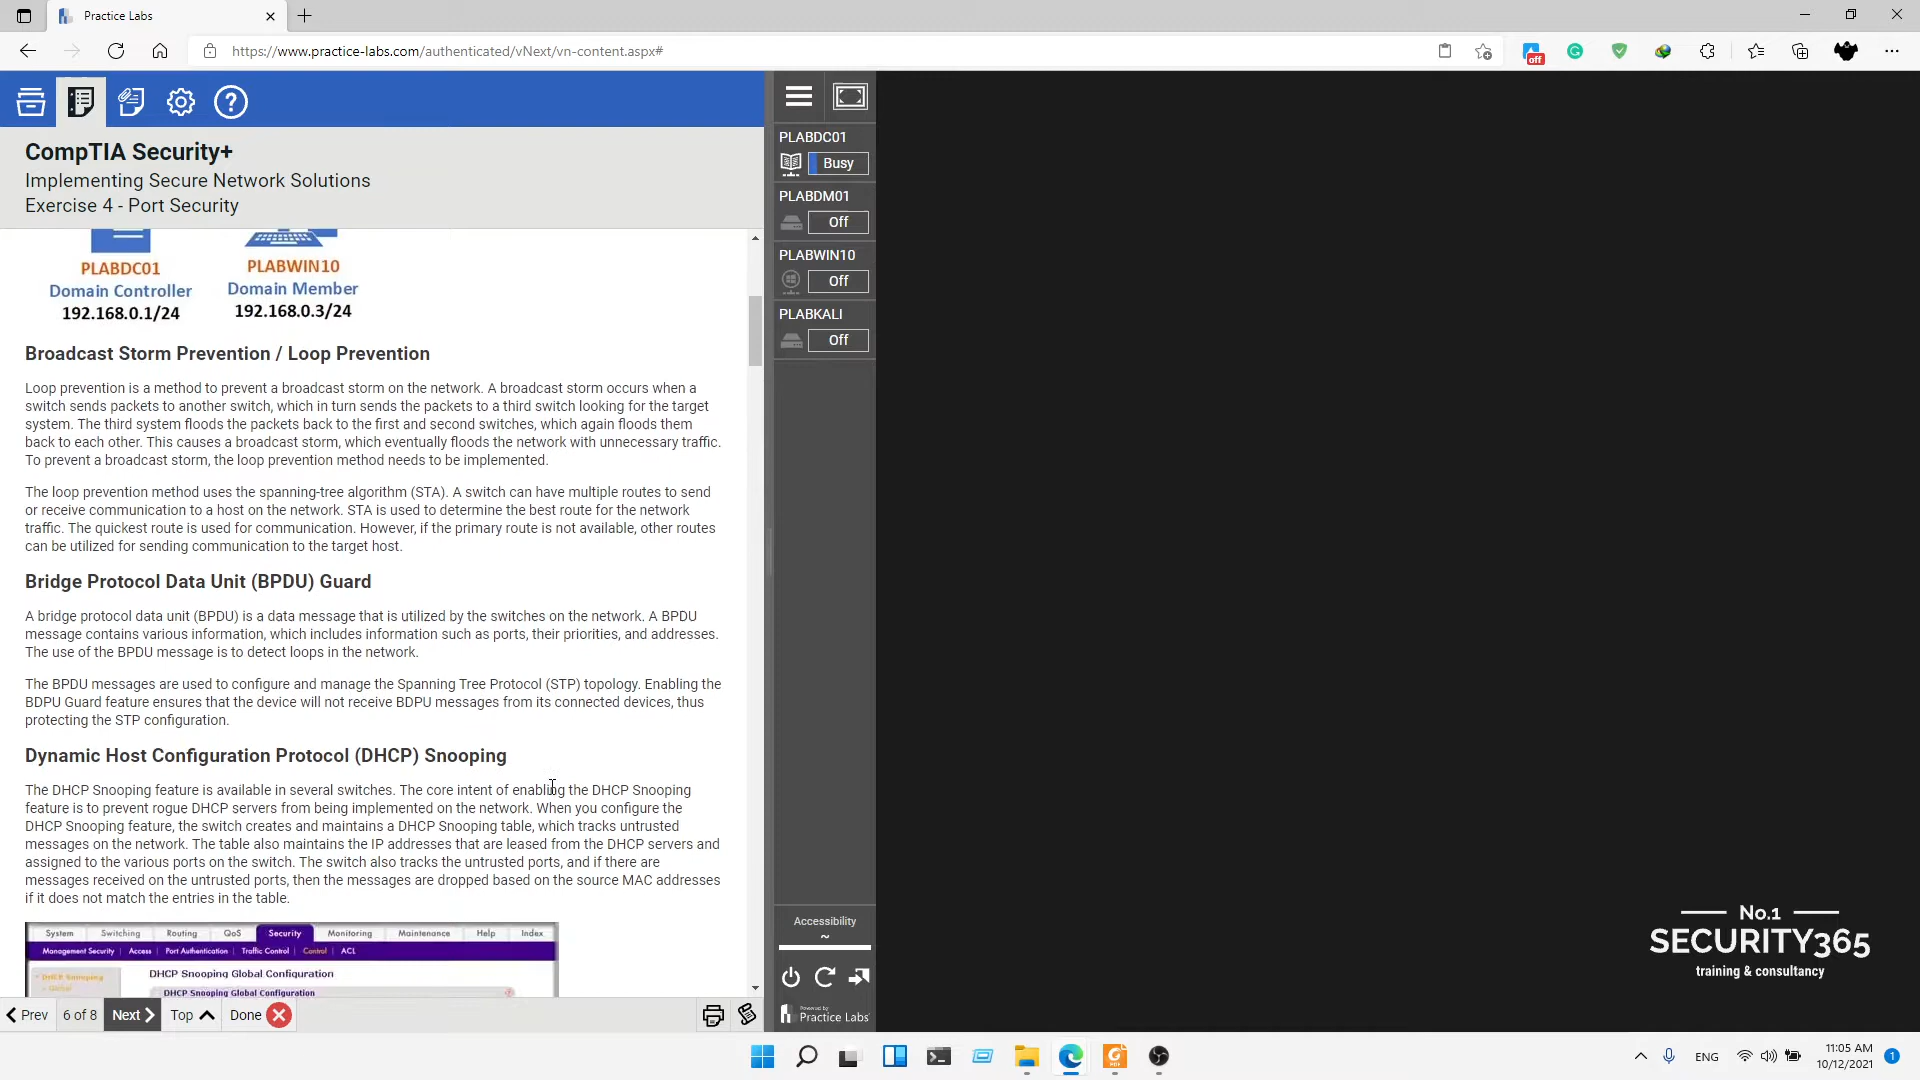 Practice Labs
https://www.practice-labs.com/authenticated/vNext/vn-content.aspx#
off
CompTIA Security+
Implementing Secure Network Solutions
Exercise 4 - Port Security
PLABDC01
Domain Controller
192.168.0.1/24
PLABWIN10
Domain Member
192.168.0.3/24
Broadcast Storm Prevention / Loop Prevention
Loop prevention is a method to prevent a broadcast storm on the network. A broadcast storm occurs when a
switch sends packets to another switch, which in turn sends the packets to a third switch looking for the target
system. The third system floods the packets back to the first and second switches, which again floods them
back to each other. This causes a broadcast storm, which eventually floods the network with unnecessary traffic.
To prevent a broadcast storm, the loop prevention method needs to be implemented.
The loop prevention method uses the spanning-tree algorithm (STA). A switch can have multiple routes to send
or receive communication to a host on the network. STA is used to determine the best route for the network
traffic. The quickest route is used for communication. However, if the primary route is not available, other routes
can be utilized for sending communication to the target host.
Bridge Protocol Data Unit (BPDU) Guard
A bridge protocol data unit (BPDU) is a data message that is utilized by the switches on the network. A BPDU
message contains various information, which includes information such as ports, their priorities, and addresses.
The use of the BPDU message is to detect loops in the network.
The BPDU messages are used to configure and manage the Spanning Tree Protocol (STP) topology. Enabling the
BDPU Guard feature ensures that the device will not receive BDPU messages from its connected devices, thus
protecting the STP configuration.
Dynamic Host Configuration Protocol (DHCP) Snooping
The DHCP Snooping feature is available in several switches. The core intent of enabling the DHCP Snooping
feature is to prevent rogue DHCP servers from being implemented on the network. When you configure the
DHCP Snooping feature, the switch creates and maintains a DHCP Snooping table, which tracks untrusted
messages on the network. The table also maintains the IP addresses that are leased from the DHCP servers and
assigned to the various ports on the switch. The switch also tracks the untrusted ports, and if there are
messages received on the untrusted ports, then the messages are dropped based on the source MAC addresses
if it does not match the entries in the table.
System Switching Routing QoS Security Monitoring Maintenance Help Index
Management Security Access Port Authentication Traffic Control Control ACL
DHCP Snooping
Global
DHCP Snooping Global Configuration
DHCP Snooping Global Configuration
Prev 6 of 8 Next Top Done
PLABDC01
Busy
PLABDM01
Off
PLABWIN10
Off
PLABKALI
Off
Accessibility
~
Powered by
Practice Labs
No.1
SECURITY365
training & consultancy
ENG
11:05 AM
10/12/2021
1